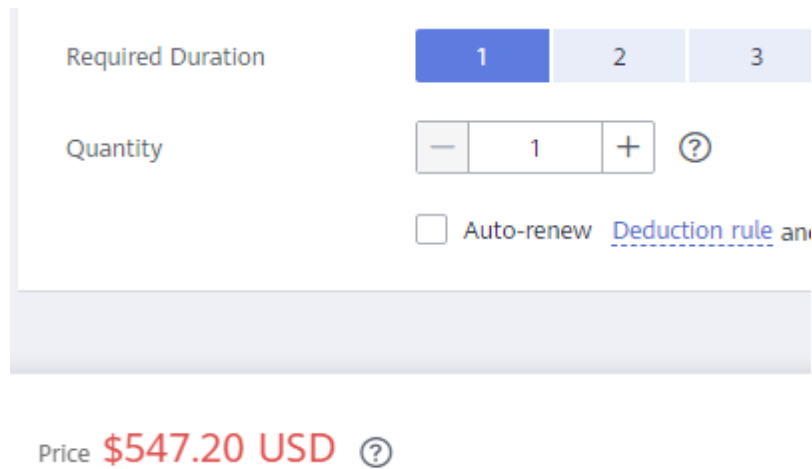 Required Duration 1 2 3
Quantity — 1 + ?
Auto-renew Deduction rule
Price $547.20 USD ?